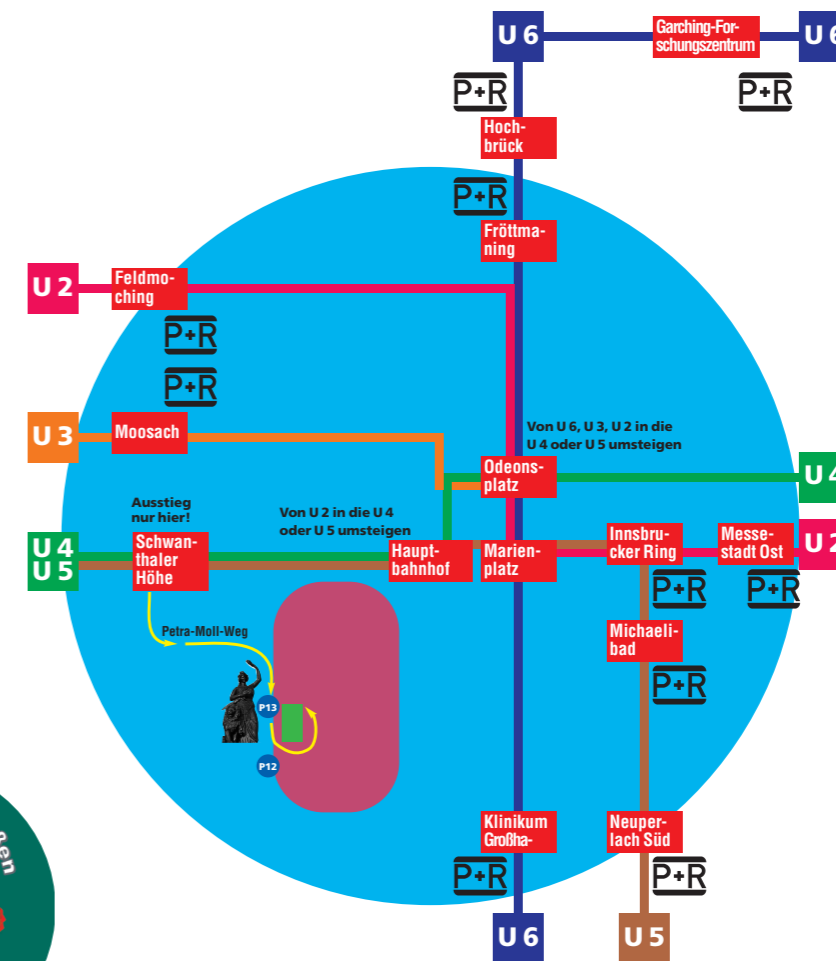 U 6
Garching-For-
schungszentrum
U 6
P+R
P+R
Hoch-
brück
P+R
Fröttma-
ning
U 2
Feldmo-
ching
P+R
P+R
U 3
Moosach
Von U 6, U 3, U 2 in die
U 4 oder U 5 umsteigen
Odeons-
platz
U 4
Ausstieg
nur hier!
Von U 2 in die U 4
oder U 5 umsteigen
U 4
U 5
Schwan-
thaler
Höhe
Haupt-
bahnhof
Marien-
platz
Innsbru-
cker Ring
Messe-
stadt Ost
U 2
P+R
P+R
Petra-Moll-Weg
Michaeli-
bad
P+R
P13
P12
Klinikum
Großha-
Neuper-
lach Süd
P+R
P+R
U 6
U 5